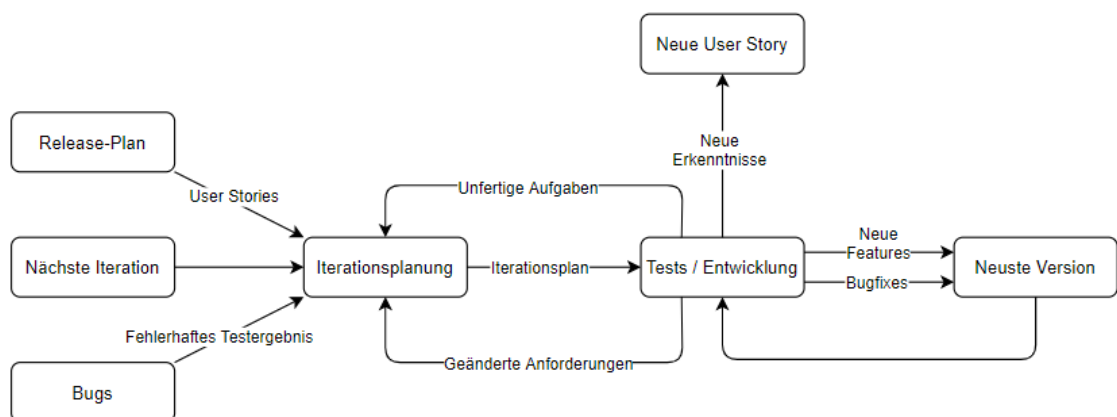 Neue User Story
Release-Plan
Neue
Erkenntnisse
User Stories
Unfertige Aufgaben
Nächste Iteration
Iterationsplanung
Iterationsplan
Tests / Entwicklung
Neue
Features
Bugfixes
Neuste Version
Fehlerhaftes Testergebnis
Geänderte Anforderungen
Bugs